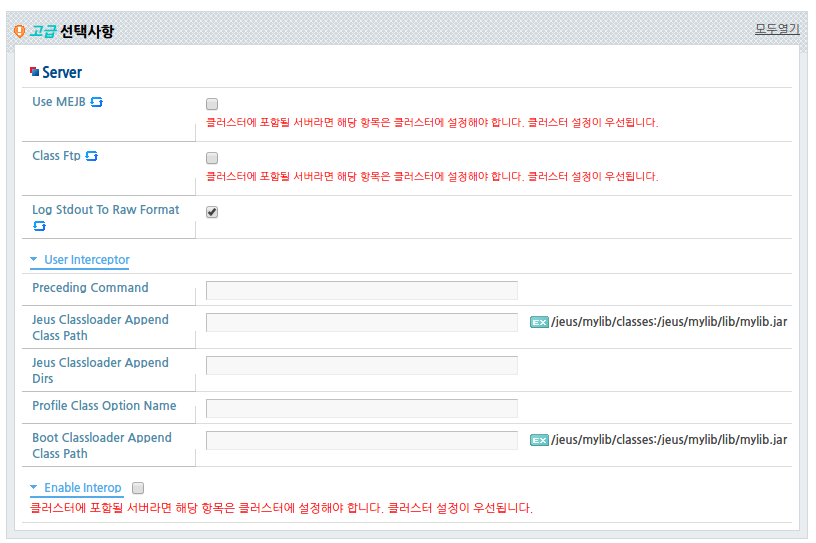 고급 선택사항
모두열기
Server
Use MEJB
클러스터에 포함될 서버라면 해당 항목은 클러스터에 설정해야 합니다. 클러스터 설정이 우선됩니다.
Class Ftp
클러스터에 포함될 서버라면 해당 항목은 클러스터에 설정해야 합니다. 클러스터 설정이 우선됩니다.
Log Stdout To Raw Format
User Interceptor
Preceding Command
Jeus Classloader Append
Class Path
EX /jeus/mylib/classes:/jeus/mylib/lib/mylib.jar
Jeus Classloader Append
Dirs
Profile Class Option Name
Boot Classloader Append
Class Path
EX /jeus/mylib/classes:/jeus/mylib/lib/mylib.jar
Enable Interop
클러스터에 포함될 서버라면 해당 항목은 클러스터에 설정해야 합니다. 클러스터 설정이 우선됩니다.